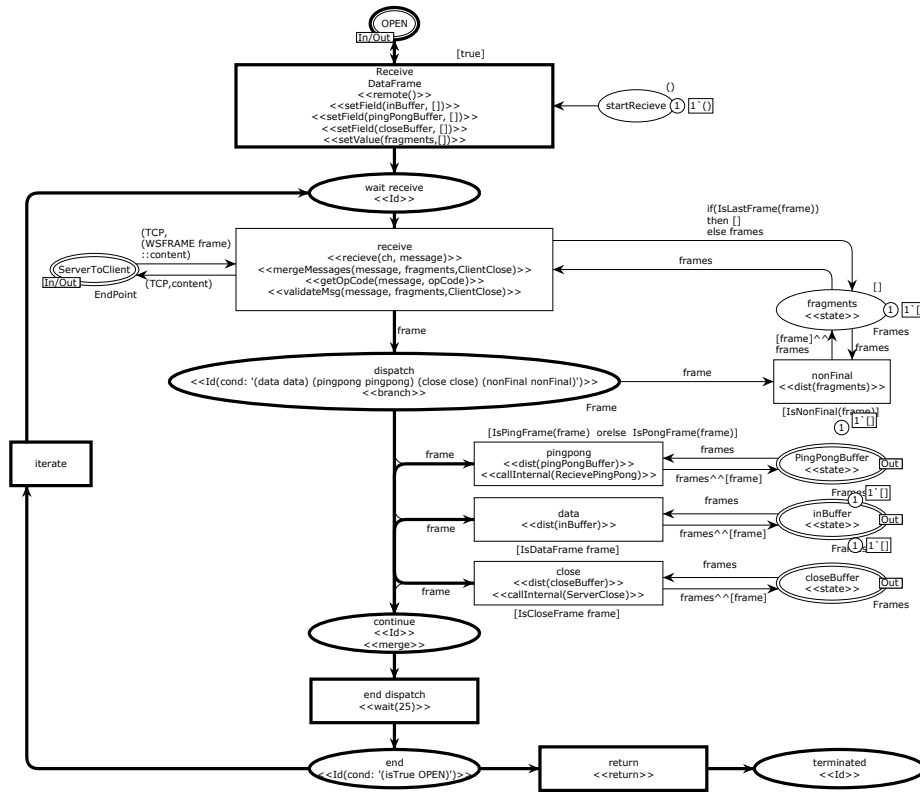 OPEN
In/Out
[true]
Receive
DataFrame
<<remote()>>
<<setField(inBuffer, [])>>
<<setField(pingPongBuffer, [])>>
<<setField(closeBuffer, [])>>
<<setValue(fragments,[])>>
()
startRecieve
1
1`()
wait receive
<<Id>>
(TCP,
(WSFRAME frame)
::content)
ServerToClient
In/Out
EndPoint
(TCP,content)
receive
<<recieve(ch, message)>>
<<mergeMessages(message, fragments,ClientClose)>>
<<getOpCode(message, opCode)>>
<<validateMsg(message, fragments,ClientClose)>>
if(IsLastFrame(frame))
then []
else frames
frames
[]
fragments
<<state>>
1
1`[]
Frames
frame
[frame]^^
frames
frames
dispatch
<<Id(cond: '(data data) (pingpong pingpong) (close close) (nonFinal nonFinal)')>>
<<branch>>
Frame
frame
nonFinal
<<dist(fragments)>>
[IsNonFinal(frame)]
1
1`[]
[IsPingFrame(frame) orelse IsPongFrame(frame)]
frame
pingpong
<<dist(pingPongBuffer)>>
<<callInternal(RecievePingPong)>>
frames
frames^^[frame]
PingPongBuffer
<<state>>
Out
Frames
1
1`[]
iterate
frame
data
<<dist(inBuffer)>>
[IsDataFrame frame]
frames
frames^^[frame]
inBuffer
<<state>>
Out
Frames
1
1`[]
frame
close
<<dist(closeBuffer)>>
<<callInternal(ServerClose)>>
[IsCloseFrame frame]
frames
frames^^[frame]
closeBuffer
<<state>>
Out
Frames
continue
<<Id>>
<<merge>>
end dispatch
<<wait(25)>>
end
<<Id(cond: '(isTrue OPEN)')>>
return
<<return>>
terminated
<<Id>>